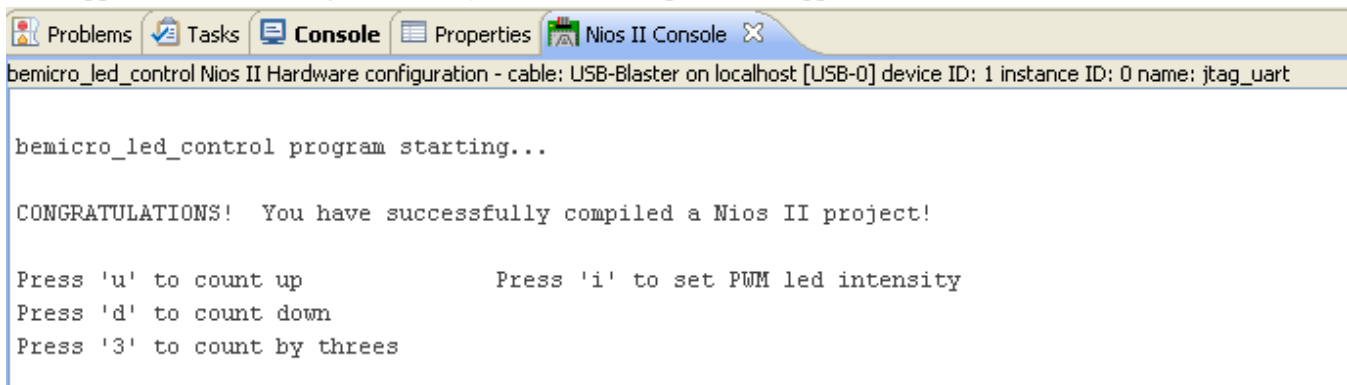 Problems Tasks Console Properties Nios II Console
bemicro_led_control Nios II Hardware configuration - cable: USB-Blaster on localhost [USB-0] device ID: 1 instance ID: 0 name: jtag_uart
bemicro_led_control program starting...
CONGRATULATIONS!  You have successfully compiled a Nios II project!
Press 'u' to count up                 Press 'i' to set PWM led intensity
Press 'd' to count down
Press '3' to count by threes